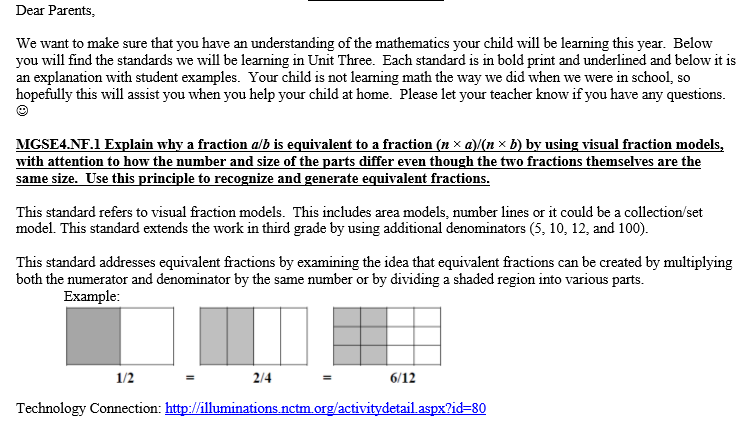 Dear Parents,
We want to make sure that you have an understanding of the mathematics your child will be learning this year.  Below
you will find the standards we will be learning in Unit Three.  Each standard is in bold print and underlined and below it is
an explanation with student examples.  Your child is not learning math the way we did when we were in school, so
hopefully this will assist you when you help your child at home.  Please let your teacher know if you have any questions.
☺
MGSE4.NF.1 Explain why a fraction a/b is equivalent to a fraction (n × a)/(n × b) by using visual fraction models,
with attention to how the number and size of the parts differ even though the two fractions themselves are the
same size.  Use this principle to recognize and generate equivalent fractions.
This standard refers to visual fraction models.  This includes area models, number lines or it could be a collection/set
model. This standard extends the work in third grade by using additional denominators (5, 10, 12, and 100).
This standard addresses equivalent fractions by examining the idea that equivalent fractions can be created by multiplying
both the numerator and denominator by the same number or by dividing a shaded region into various parts.
Example:
1/2 = 2/4 = 6/12
Technology Connection: http://illuminations.nctm.org/activitydetail.aspx?id=80